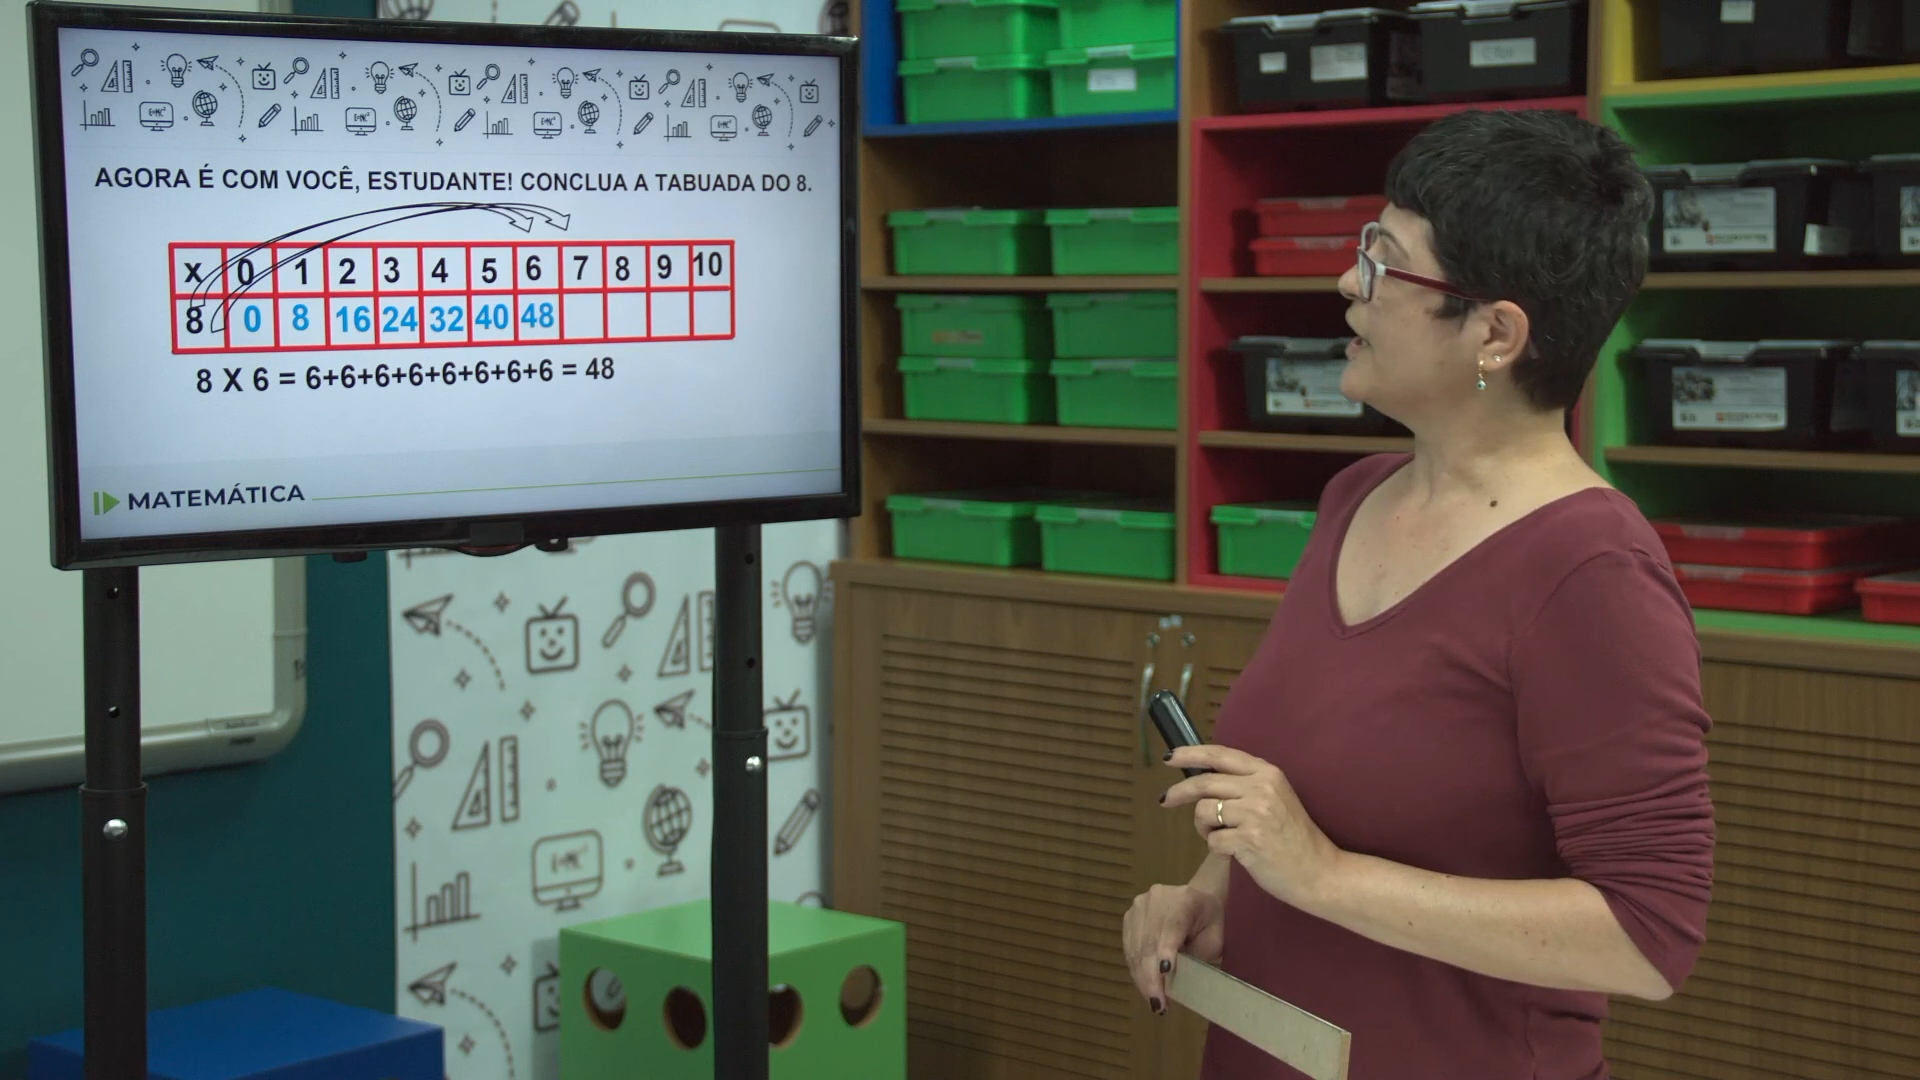 AGORA É COM VOCÊ, ESTUDANTE! CONCLUA A TABUADA DO 8.
x 0 1 2 3 4 5 6 7 8 9 10
8 0 8 16 24 32 40 48
8 X 6 = 6+6+6+6+6+6+6+6 = 48
MATEMÁTICA